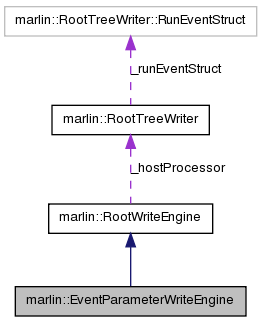 marlin::RootTreeWriter::RunEventStruct
_runEventStruct
marlin::RootTreeWriter
_hostProcessor
marlin::RootWriteEngine
marlin::EventParameterWriteEngine